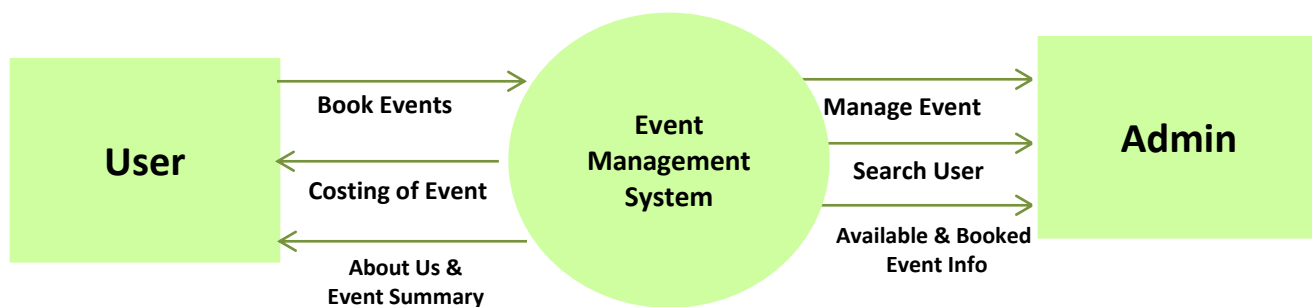 User
Book Events
Costing of Event
About Us &
Event Summary
Event
Management
System
Manage Event
Search User
Available & Booked
Event Info
Admin